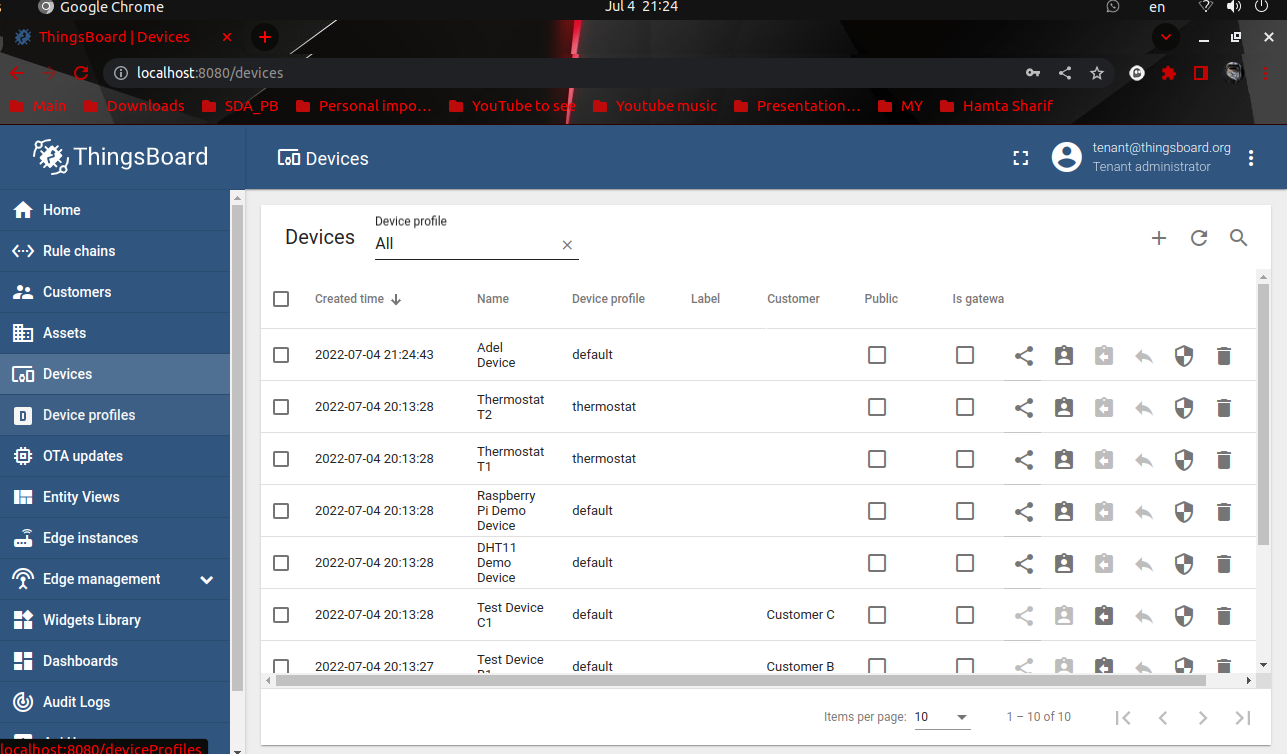 Google Chrome
Jul 4 21:24
en
ThingsBoard | Devices
localhost:8080/devices
Main
Downloads
SDA_PB
Personal impo...
YouTube to see
Youtube music
Presentation...
MY
Hamta Sharif
ThingsBoard
Devices
tenant@thingsboard.org
Tenant administrator
Home
Rule chains
Customers
Assets
Devices
Device profiles
OTA updates
Entity Views
Edge instances
Edge management
Widgets Library
Dashboards
Audit Logs
localhost:8080/deviceProfiles
Devices
Device profile
All
Created time Name Device profile Label Customer Public Is gatewa
2022-07-04 21:24:43 Adel Device default
2022-07-04 20:13:28 Thermostat T2 thermostat
2022-07-04 20:13:28 Thermostat T1 thermostat
2022-07-04 20:13:28 Raspberry Pi Demo Device default
2022-07-04 20:13:28 DHT11 Demo Device default
2022-07-04 20:13:28 Test Device C1 default Customer C
2022-07-04 20:13:27 Test Device default Customer B
Items per page: 10 1 – 10 of 10